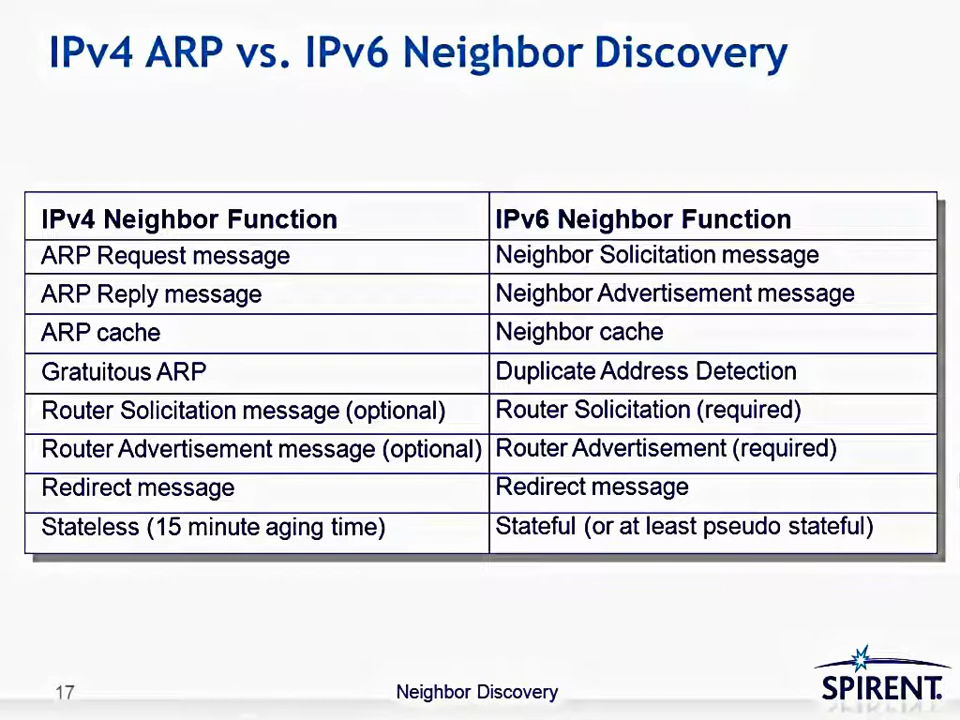 IPv4 ARP vs. IPv6 Neighbor Discovery
IPv4 Neighbor Function IPv6 Neighbor Function
ARP Request message Neighbor Solicitation message
ARP Reply message Neighbor Advertisement message
ARP cache Neighbor cache
Gratuitous ARP Duplicate Address Detection
Router Solicitation message (optional) Router Solicitation (required)
Router Advertisement message (optional) Router Advertisement (required)
Redirect message Redirect message
Stateless (15 minute aging time) Stateful (or at least pseudo stateful)
17 Neighbor Discovery SPIRENT.